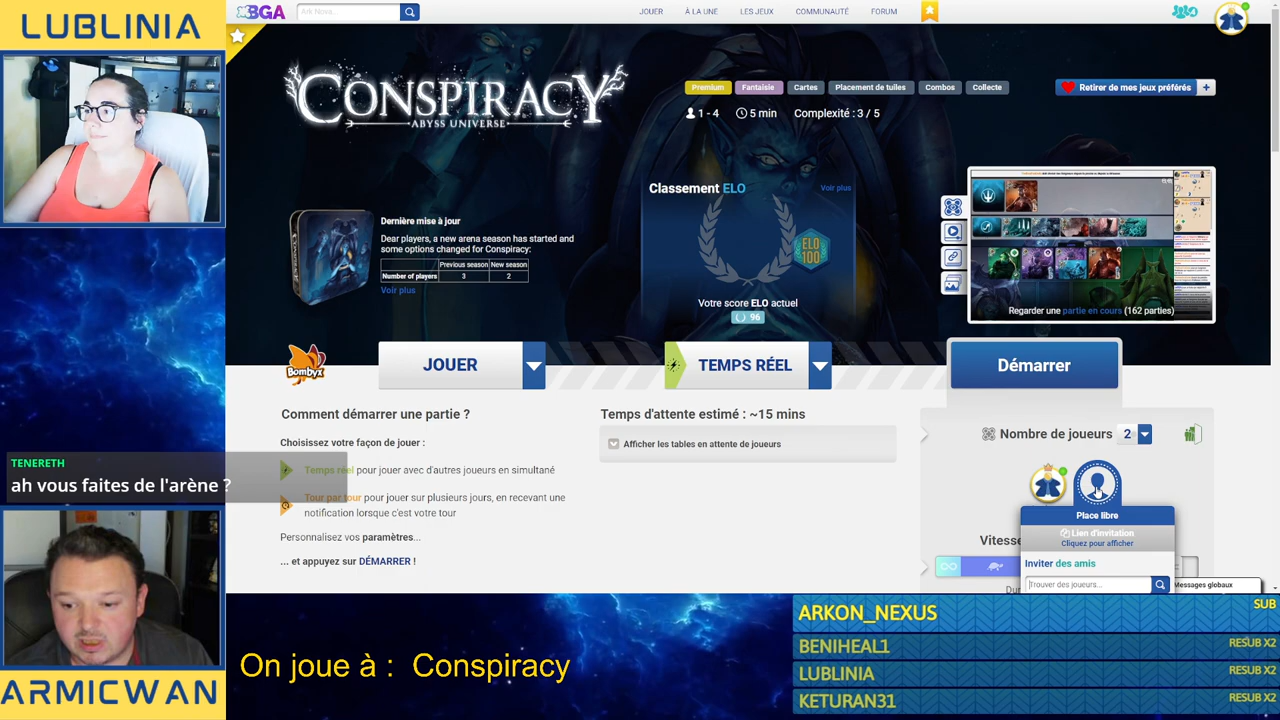 LUBLINIA
BGA
Ark Nova
JOUER
À LA UNE
LES JEUX
COMMUNAUTÉ
FORUM
CONSPIRACY
ABYSS UNIVERSE
Premium
Fantaisie
Cartes
Placement de tuiles
Combos
Collecte
Retirer de mes jeux préférés
+
1 - 4
5 min
Complexité : 3 / 5
Classement ELO
Voir plus
ELO
100
Votre score ELO actuel
96
Dernière mise à jour
Dear players, a new arena season has started and
some options changed for Conspiracy:
Previous season New season
Number of players 3 2
Voir plus
Regarder une partie en cours (162 parties)
Bombyx
JOUER
TEMPS RÉEL
Démarrer
Comment démarrer une partie ?
Choisissez votre façon de jouer :
Temps réel pour jouer avec d'autres joueurs en simultané
Tour par tour pour jouer sur plusieurs jours, en recevant une
notification lorsque c'est votre tour
Personnalisez vos paramètres...
... et appuyez sur DÉMARRER !
Temps d'attente estimé : ~15 mins
Afficher les tables en attente de joueurs
Nombre de joueurs 2
Place libre
Lien d'invitation
Cliquez pour afficher
Inviter des amis
Trouver des joueurs...
Vitesse
Messages globaux
TENERETH
ah vous faites de l'arène ?
ARMICWAN
On joue à : Conspiracy
ARKON_NEXUS SUB
BENIHEAL1 RESUB X2
LUBLINIA RESUB X2
KETURAN31 RESUB X2